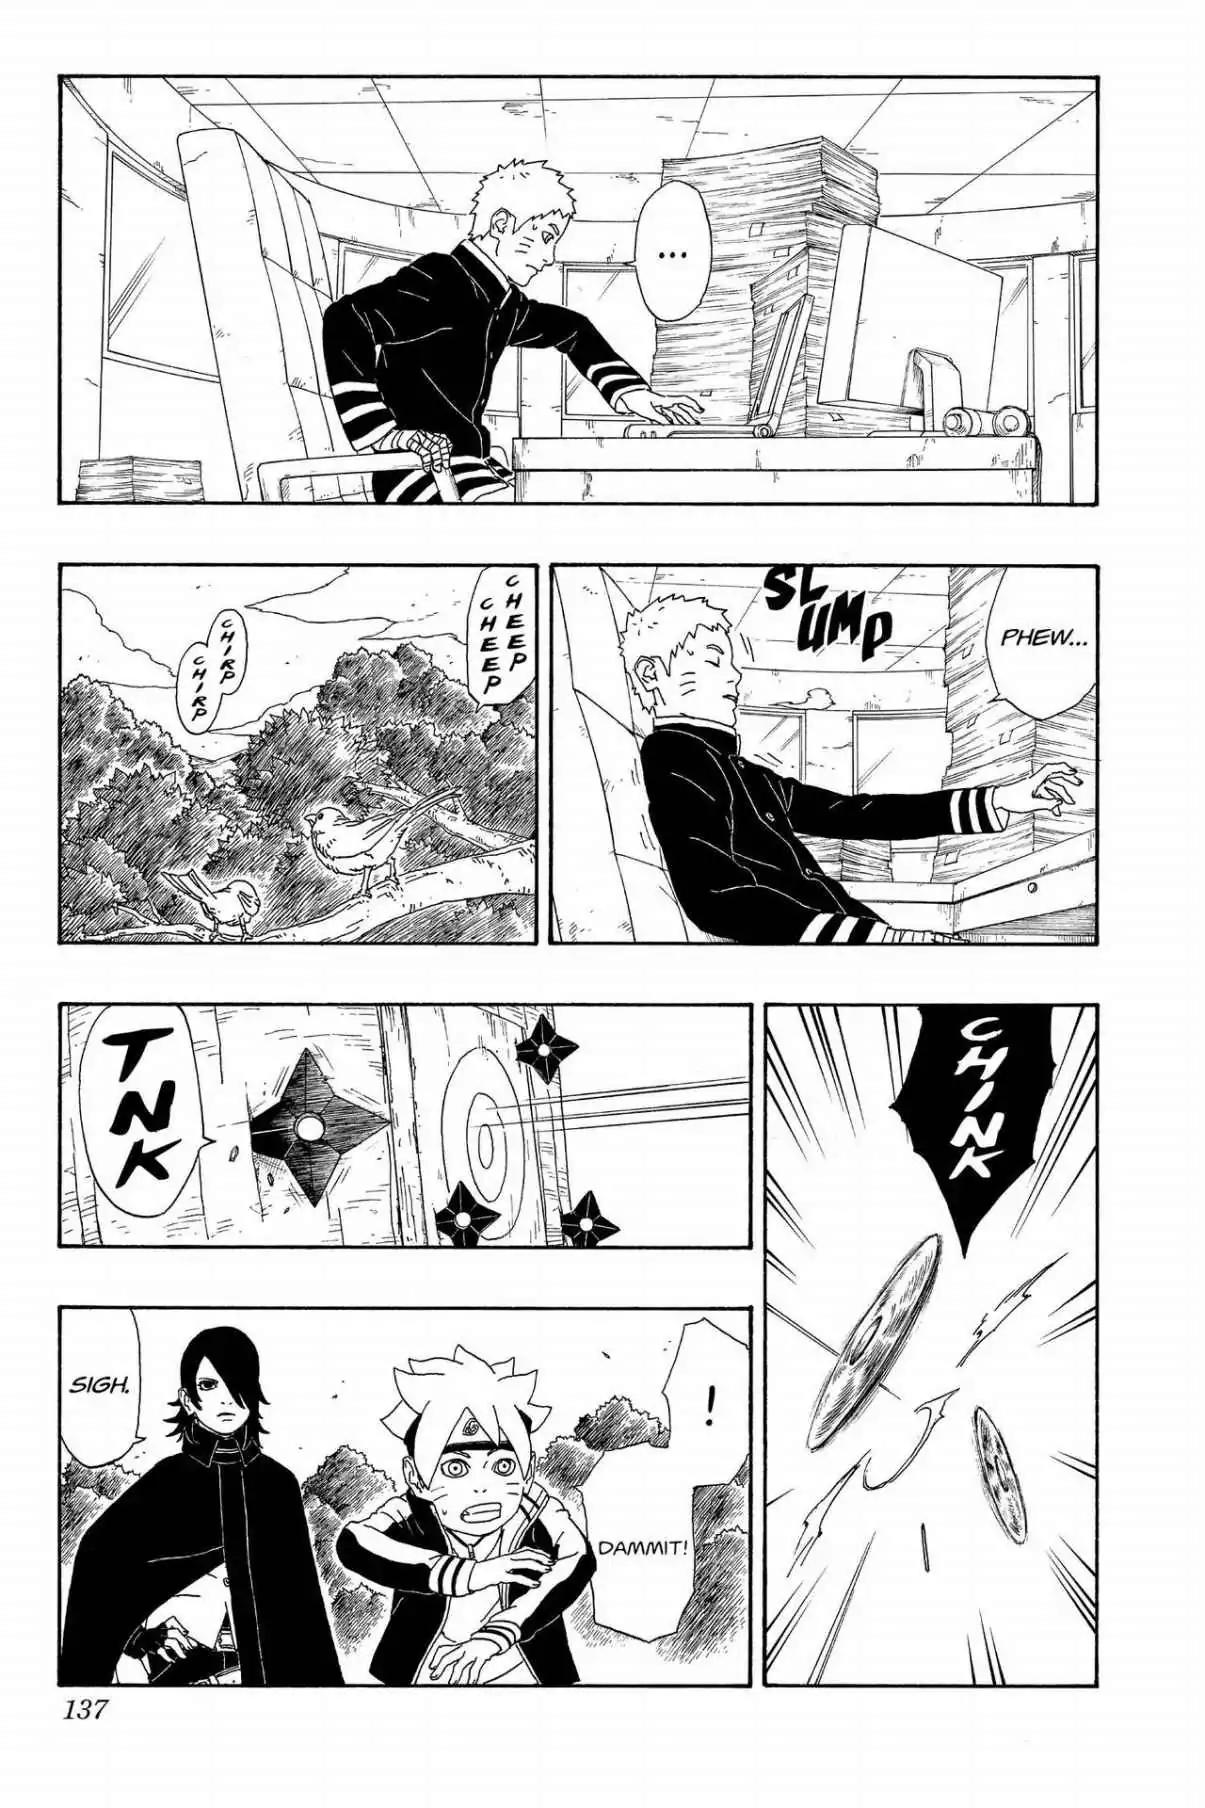 ...
PHEW...
SLUMP
CHEEP
CHEEP
CHIRP
CHIRP
CHINK
TNK
!
DAMMIT!
SIGH.
137